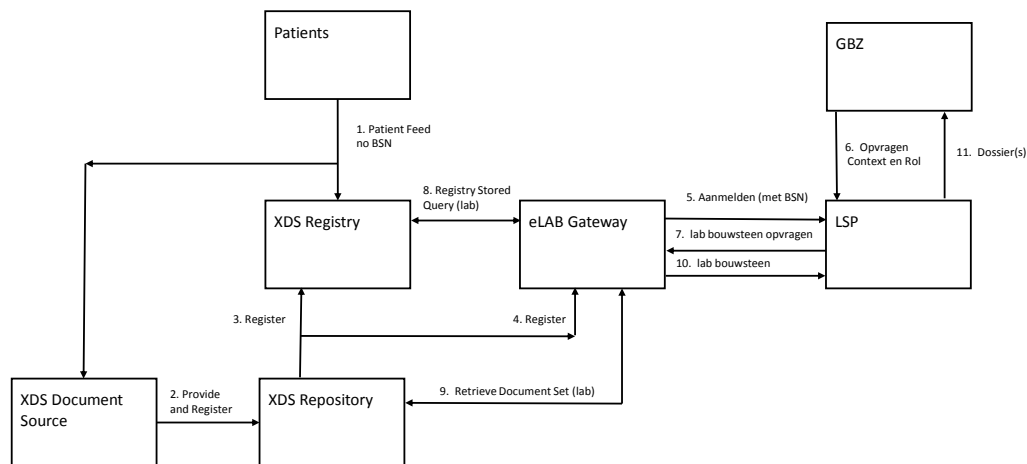 Patients
GBZ
1. Patient Feed
no BSN
6. Opvragen
Context en Rol
11. Dossier(s)
8. Registry Stored
Query (lab)
5. Aanmelden (met BSN)
XDS Registry
eLAB Gateway
LSP
7. lab bouwsteen opvragen
10. lab bouwsteen
3. Register
4. Register
XDS Document
Source
2. Provide
and Register
XDS Repository
9. Retrieve Document Set (lab)